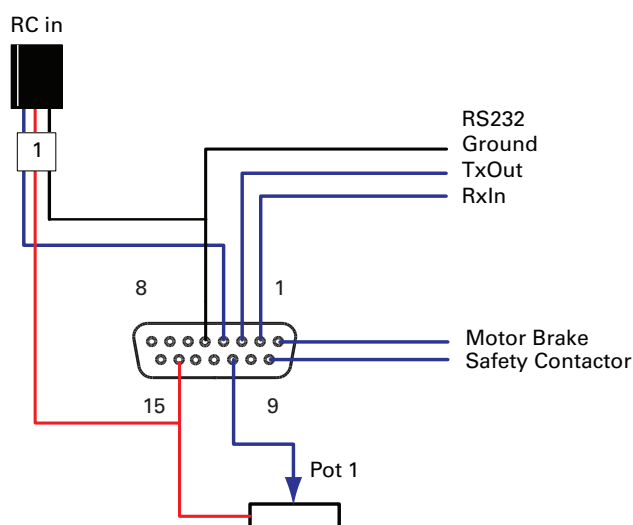 RC in
1
RS232
Ground
TxOut
RxIn
8
1
Motor Brake
Safety Contactor
15
9
Pot 1